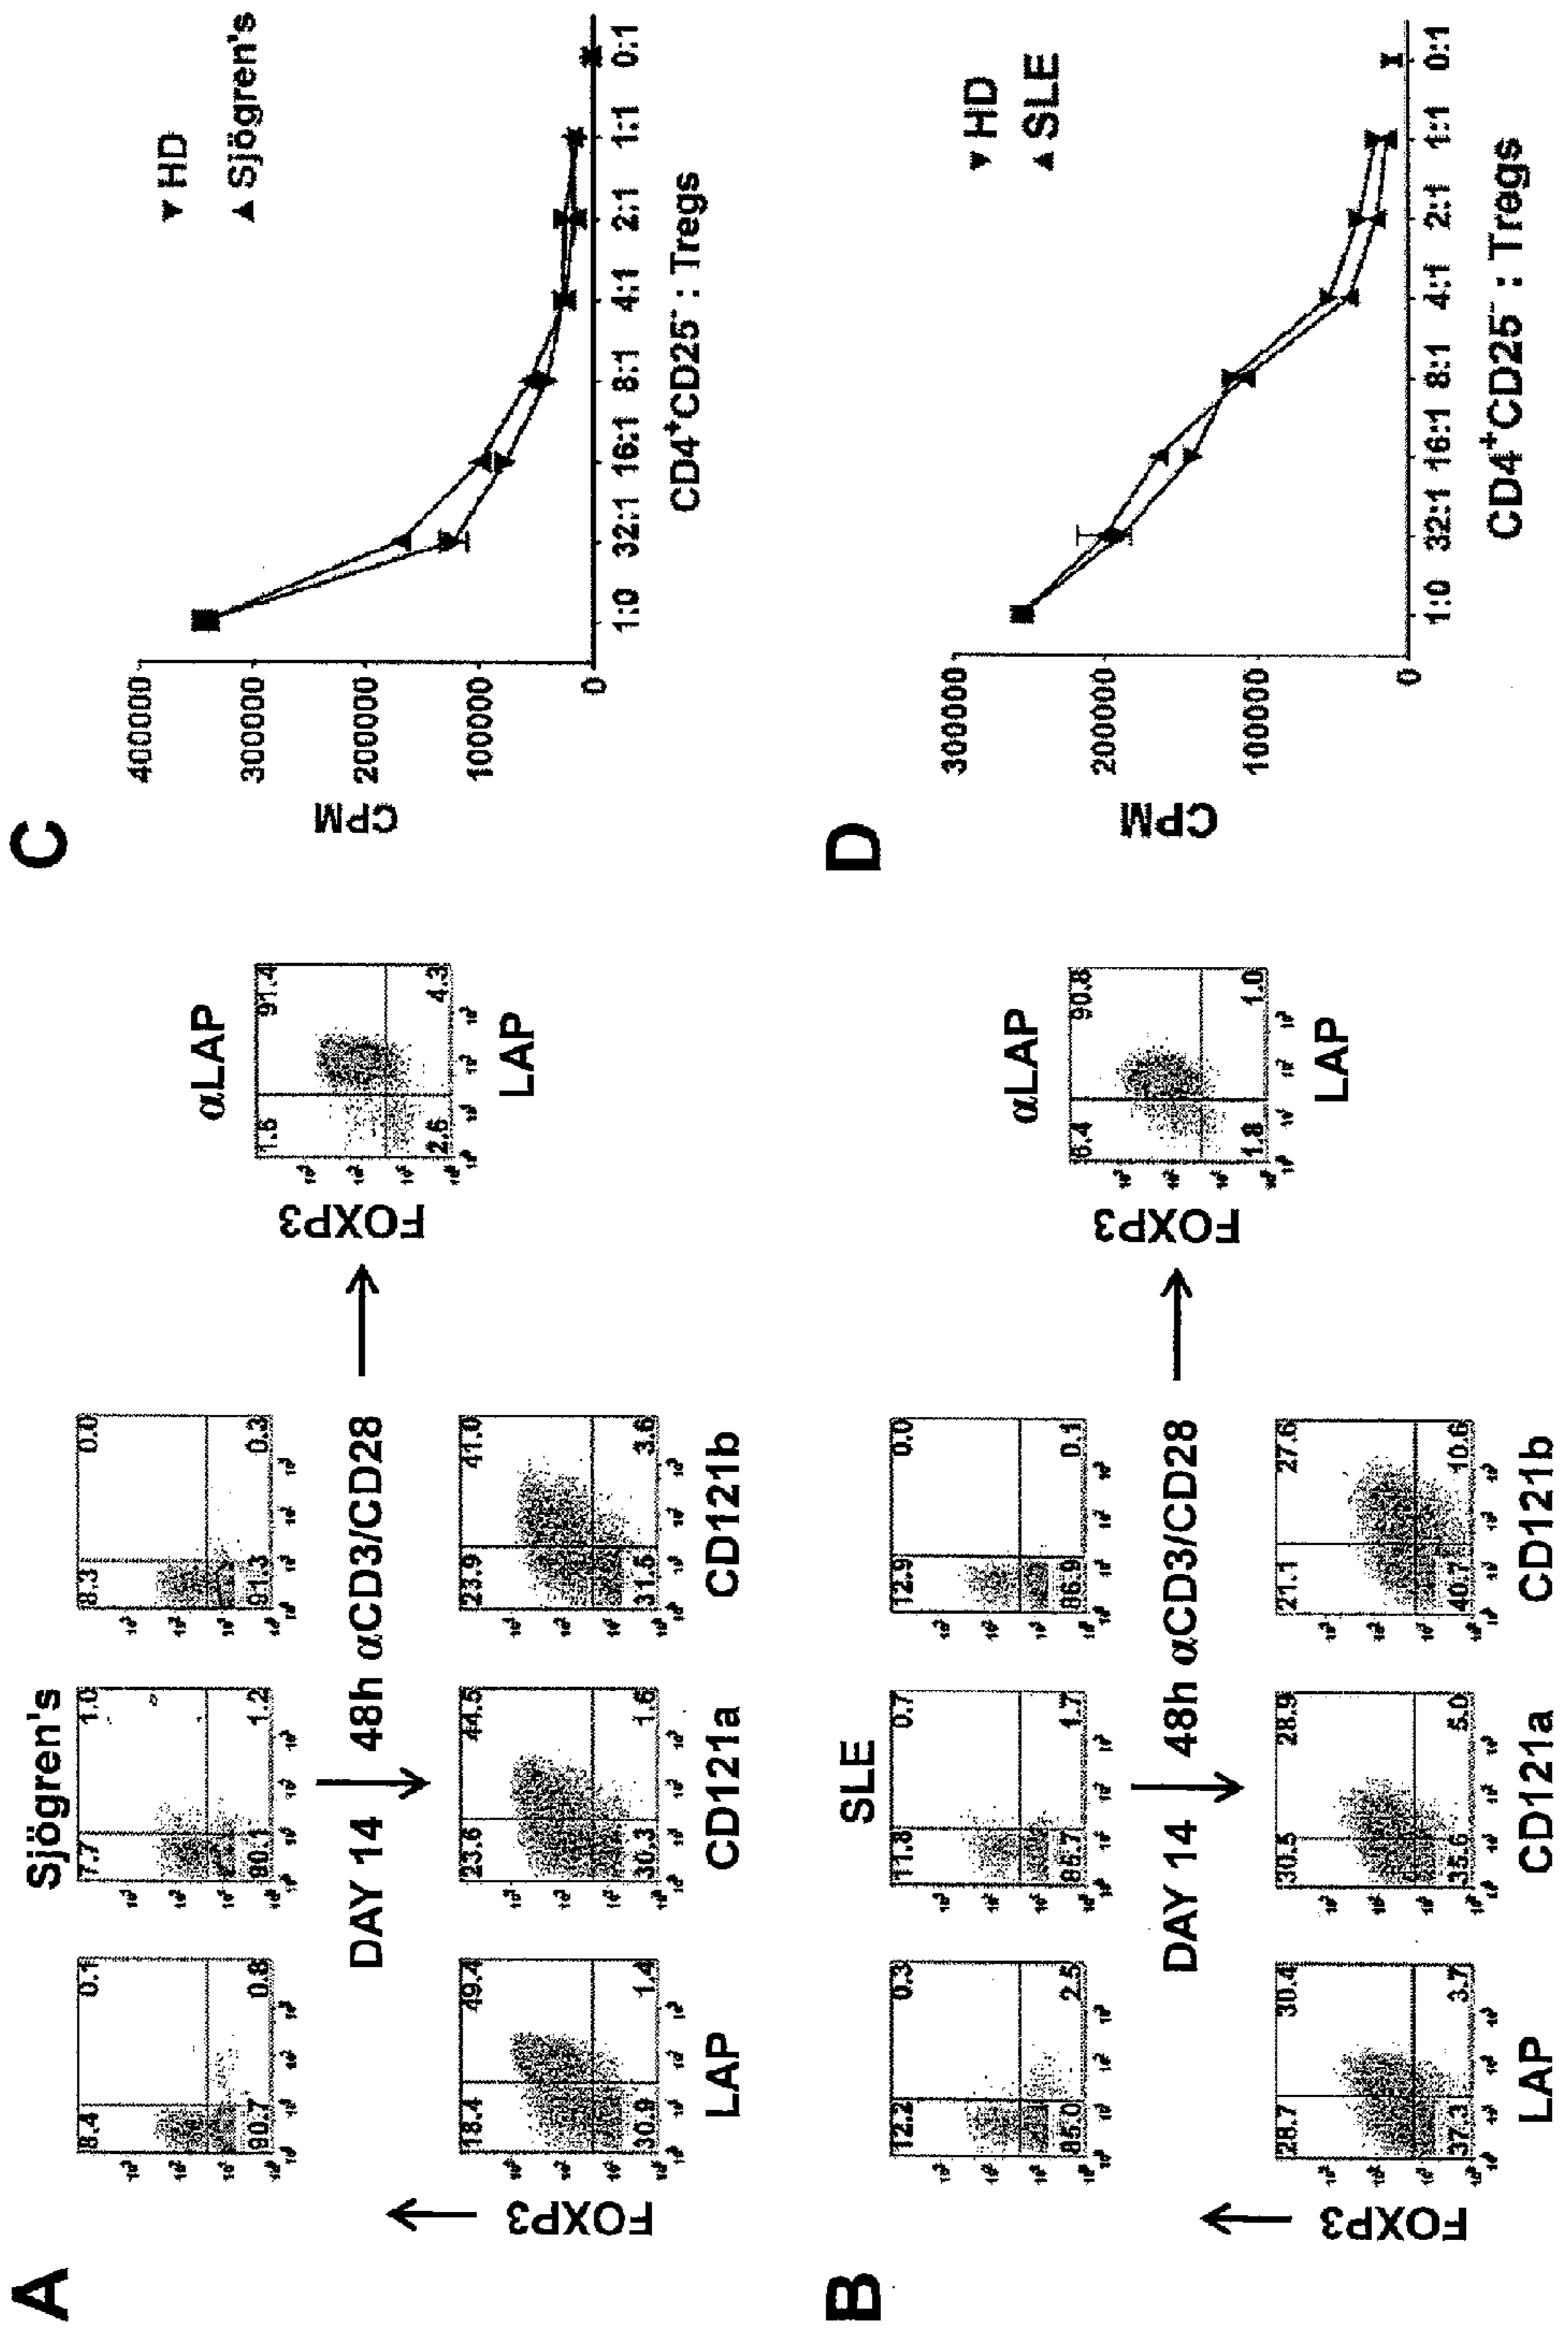 A
Sjögren's
8.4 0.1
90.7 0.8
7.7 1.0
90.1 1.2
8.3 0.0
91.3 0.3
DAY 14 48h αCD3/CD28
FOXP3
18.4 49.4
30.9 1.4
LAP
23.6 44.5
30.3 1.6
CD121a
23.9 41.0
31.5 3.6
CD121b
αLAP
FOXP3
1.6 91.4
2.6 4.3
LAP
B
SLE
12.2 0.3
85.0 2.5
11.8 0.7
85.7 1.7
12.9 0.0
86.9 0.1
DAY 14 48h αCD3/CD28
FOXP3
28.7 30.4
37.3 3.7
LAP
30.5 28.9
35.6 5.0
CD121a
21.1 27.6
40.7 10.6
CD121b
αLAP
FOXP3
6.4 90.8
1.8 1.0
LAP
C
CPM
400000
300000
200000
100000
0
HD
Sjögren's
1:0 32:1 16:1 8:1 4:1 2:1 1:1 0:1
CD4⁺CD25⁻ : Tregs
D
CPM
300000
200000
100000
0
HD
SLE
1:0 32:1 16:1 8:1 4:1 2:1 1:1 0:1
CD4⁺CD25⁻ : Tregs